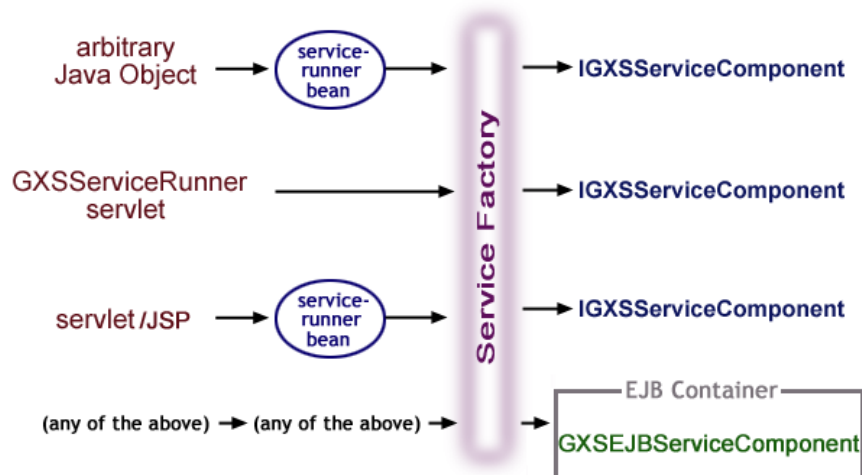 arbitrary
Java Object
service-
runner
bean
IGXSServiceComponent
GXSServiceRunner
servlet
Service Factory
IGXSServiceComponent
servlet/JSP
service-
runner
bean
IGXSServiceComponent
EJB Container
(any of the above)
(any of the above)
GXSEJBServiceComponent